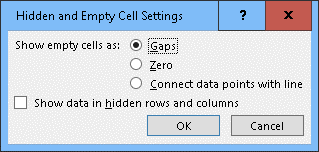 Hidden and Empty Cell Settings ? x
Show empty cells as: Gaps
Zero
Connect data points with line
Show data in hidden rows and columns
OK Cancel